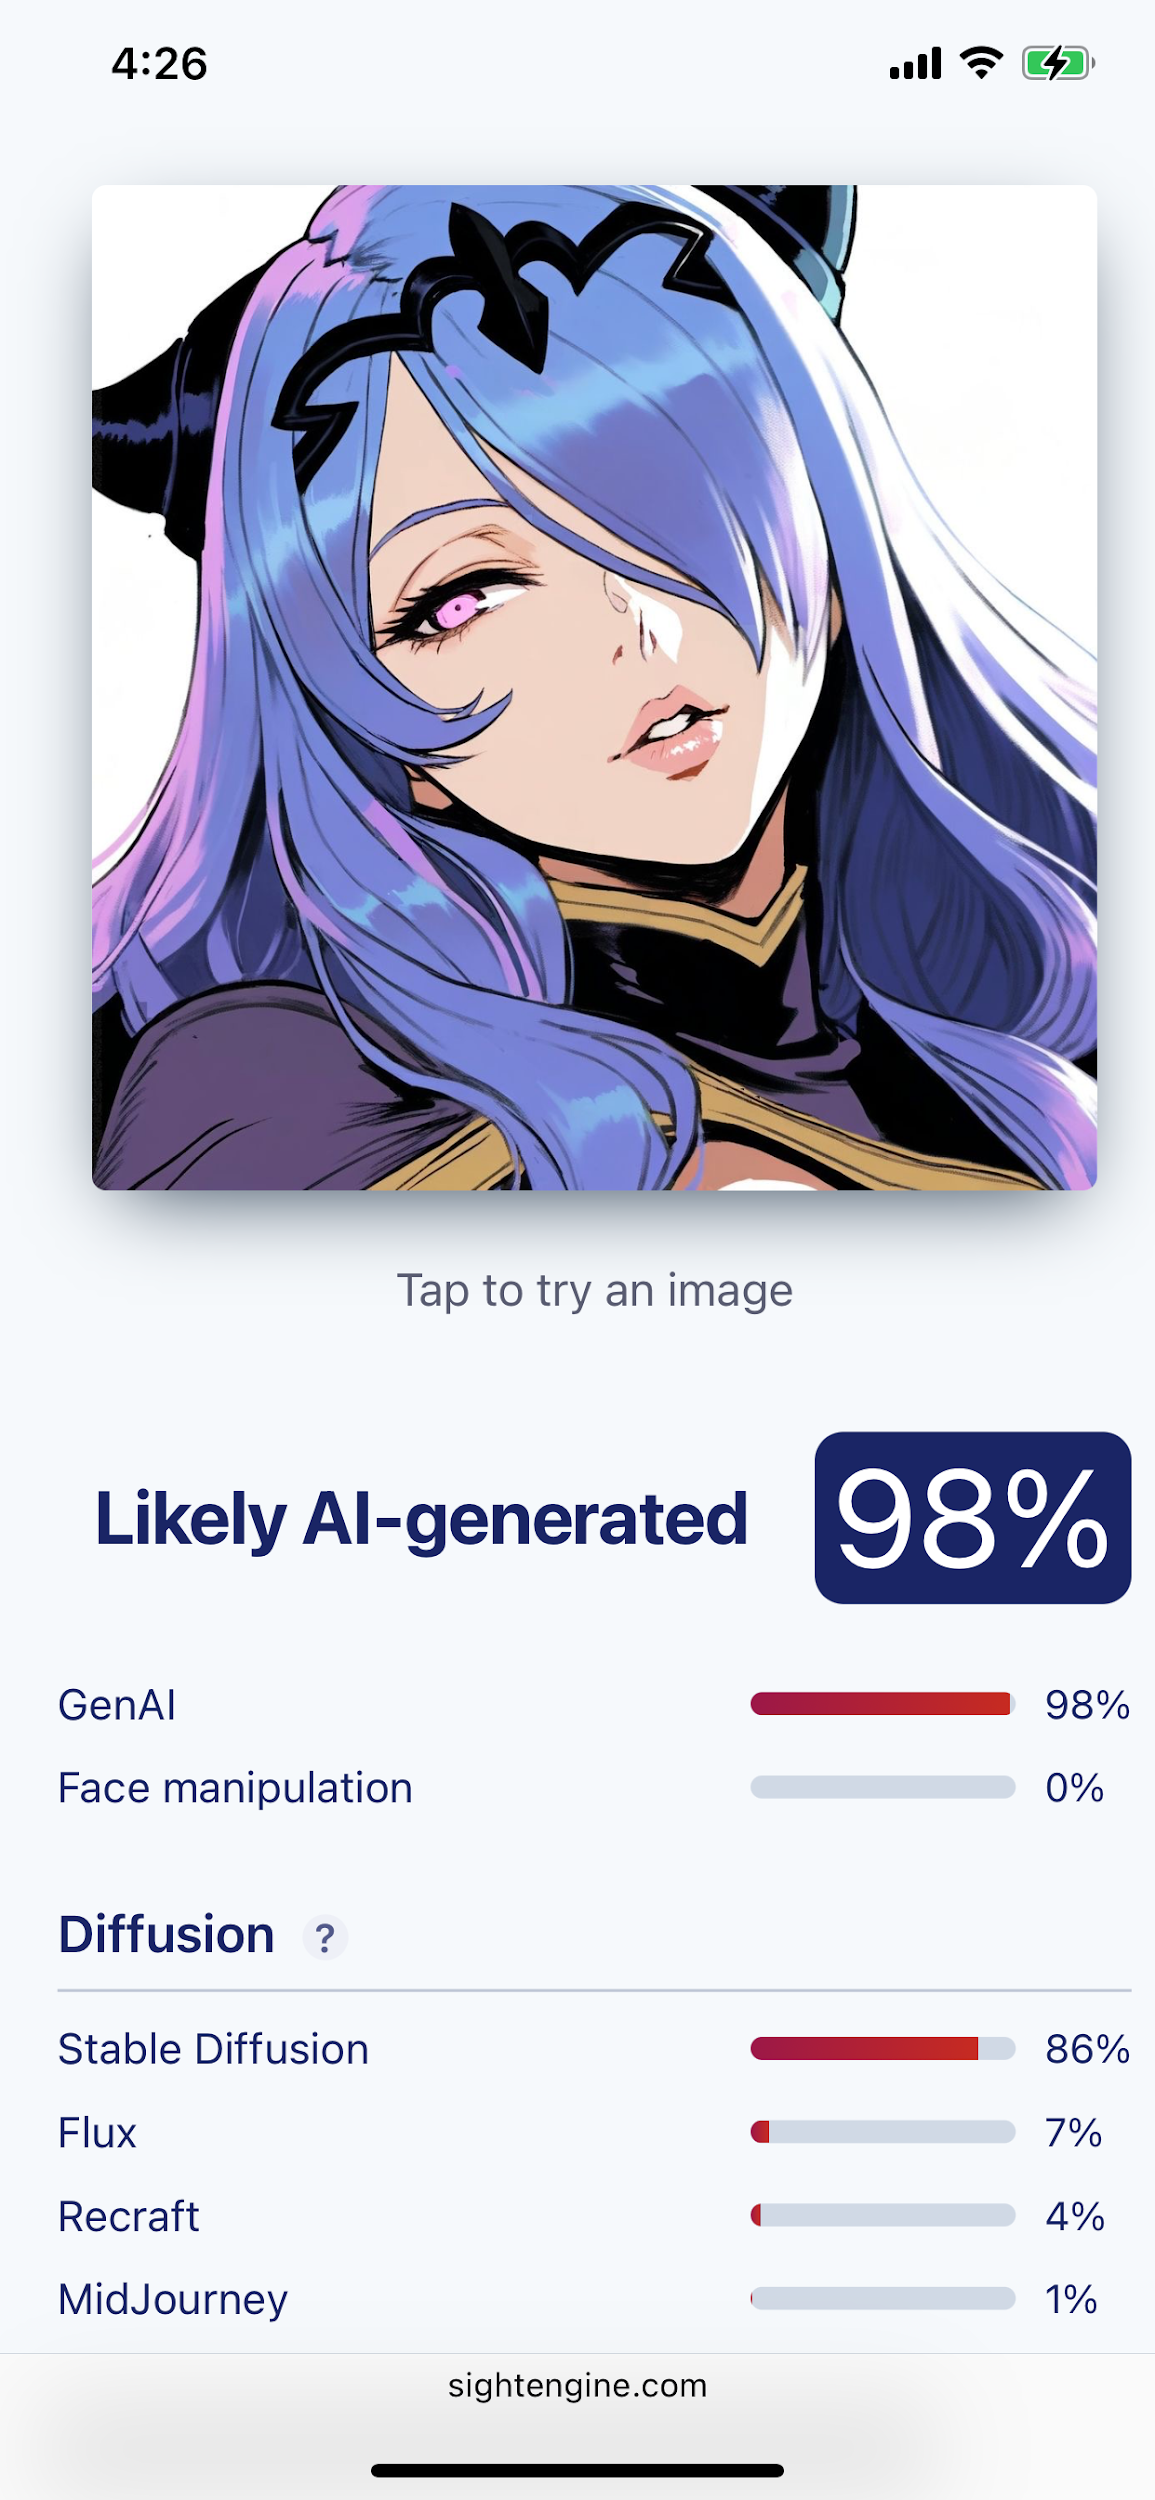 4:26
Tap to try an image
Likely AI-generated 98%
GenAI 98%
Face manipulation 0%
Diffusion ?
Stable Diffusion 86%
Flux 7%
Recraft 4%
MidJourney 1%
sightengine.com